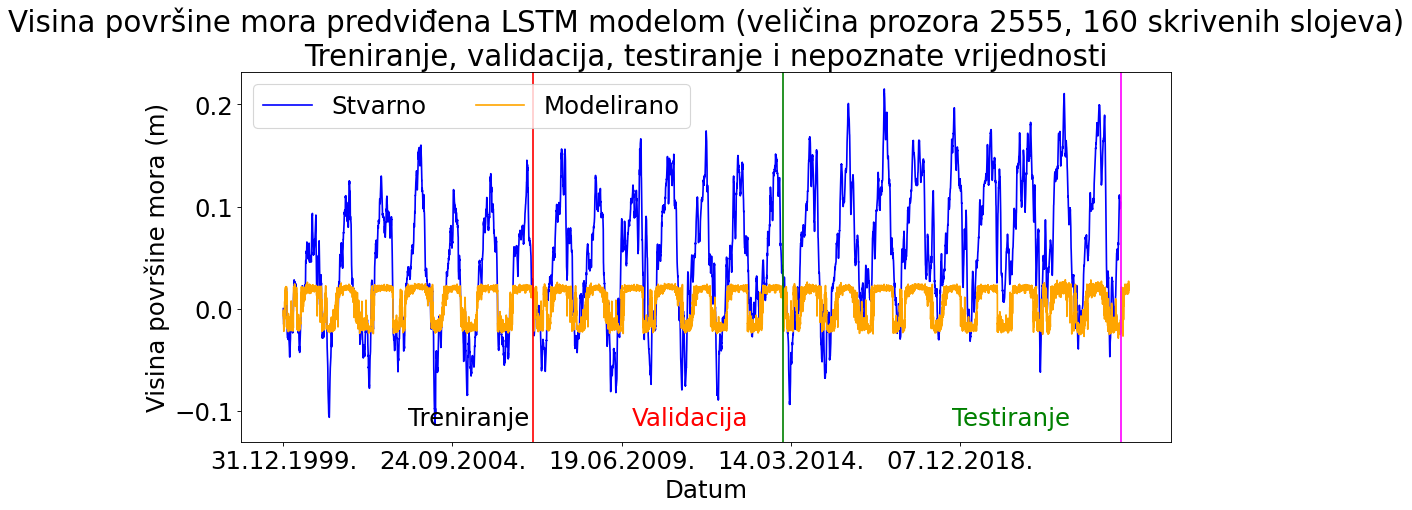 Visina površine mora predviđena LSTM modelom (veličina prozora 2555, 160 skrivenih slojeva)
Treniranje, validacija, testiranje i nepoznate vrijednosti
Stvarno Modelirano
Visina površine mora (m)
0.2
0.1
0.0
−0.1
Treniranje Validacija Testiranje
31.12.1999. 24.09.2004. 19.06.2009. 14.03.2014. 07.12.2018.
Datum